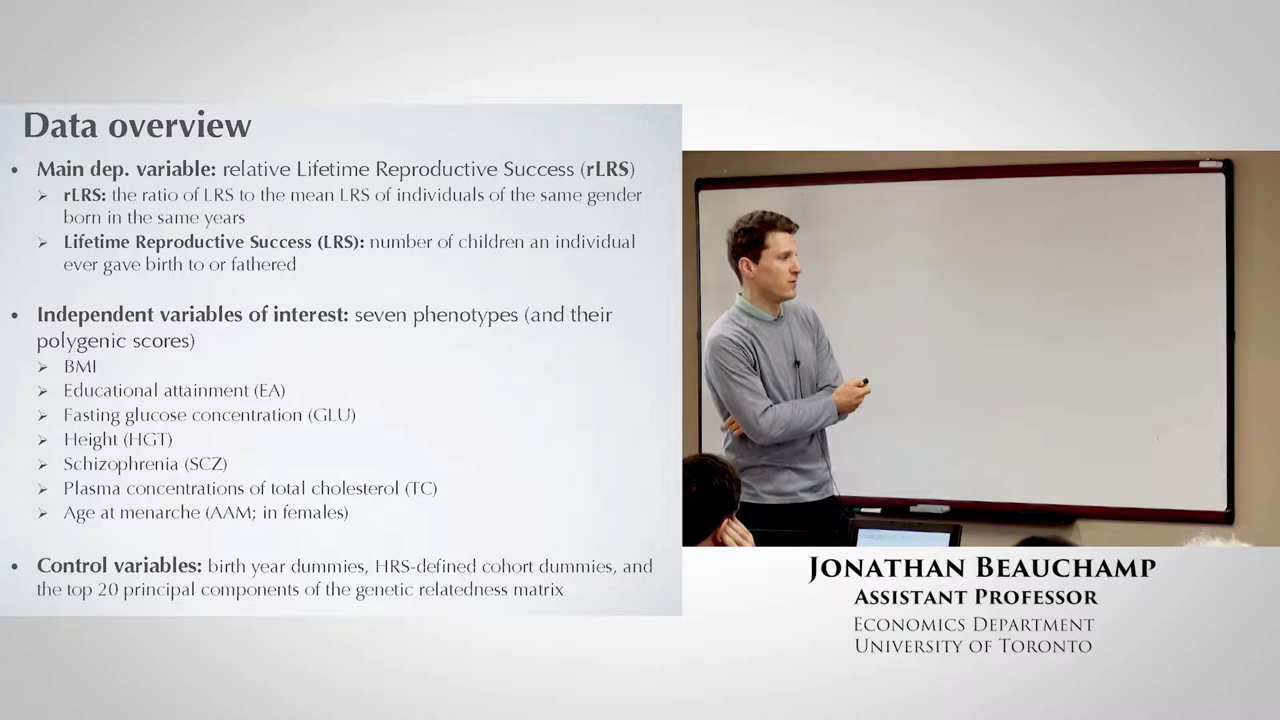 Data overview
• Main dep. variable: relative Lifetime Reproductive Success (rLRS)
➢ rLRS: the ratio of LRS to the mean LRS of individuals of the same gender
born in the same years
➢ Lifetime Reproductive Success (LRS): number of children an individual
ever gave birth to or fathered
• Independent variables of interest: seven phenotypes (and their
polygenic scores)
➢ BMI
➢ Educational attainment (EA)
➢ Fasting glucose concentration (GLU)
➢ Height (HGT)
➢ Schizophrenia (SCZ)
➢ Plasma concentrations of total cholesterol (TC)
➢ Age at menarche (AAM; in females)
• Control variables: birth year dummies, HRS-defined cohort dummies, and
the top 20 principal components of the genetic relatedness matrix
JONATHAN BEAUCHAMP
ASSISTANT PROFESSOR
ECONOMICS DEPARTMENT
UNIVERSITY OF TORONTO